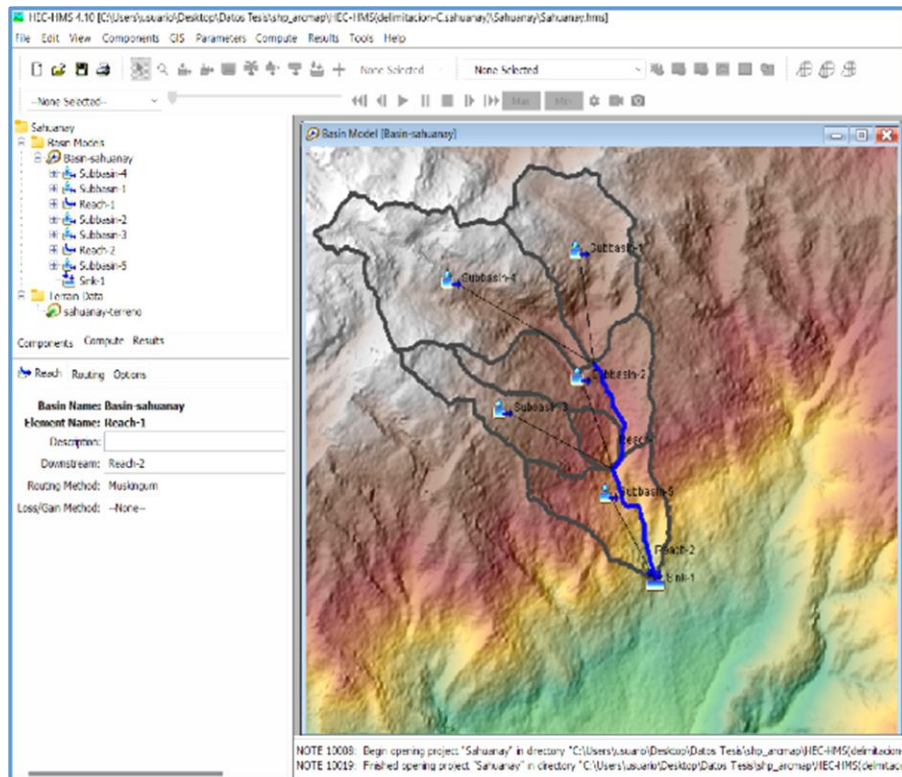 HEC-HMS 4.10 [C:\Users\usuario\Desktop\Datos Tesis\shp_arcmap\HEC-HMS(delimitacion-C.sahuanay)\Sahuanay\Sahuanay.hms]
File Edit View Components GIS Parameters Compute Results Tools Help
None Selected --None Selected--
--None Selected-- Max Min
Sahuanay
Basin Models
Basin-sahuanay
Subbasin-4
Subbasin-1
Reach-1
Subbasin-2
Subbasin-3
Reach-2
Subbasin-5
Sink-1
Terrain Data
sahuanay-terreno
Components Compute Results
Reach Routing Options
Basin Name: Basin-sahuanay
Element Name: Reach-1
Description:
Downstream: Reach-2
Routing Method: Muskingum
Loss/Gain Method: --None--
Basin Model [Basin-sahuanay]
Subbasin-1
Subbasin-4
Subbasin-2
Subbasin-3
Subbasin-5
Reach-2
Sink-1
NOTE 10008: Begin opening project "Sahuanay" in directory "C:\Users\usuario\Desktop\Datos Tesis\shp_arcmap\HEC-HMS(delimitacion-
NOTE 10019: Finished opening project "Sahuanay" in directory "C:\Users\usuario\Desktop\Datos Tesis\shp_arcmap\HEC-HMS(delimitac